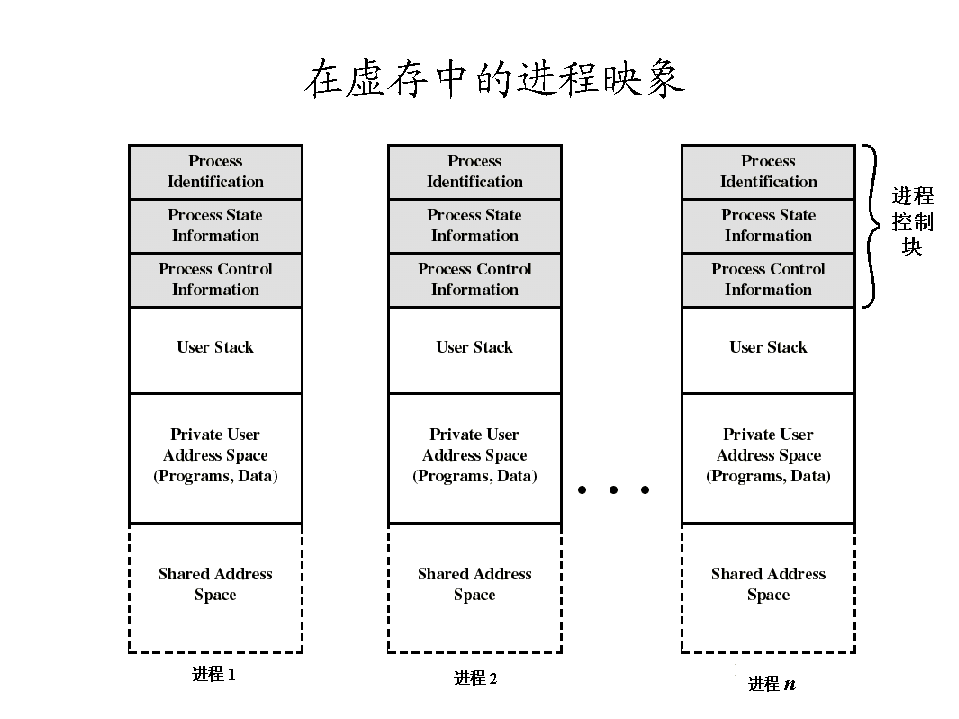 在虚存中的进程映象
Process
Identification
Process State
Information
Process Control
Information
User Stack
Private User
Address Space
(Programs, Data)
Shared Address
Space
进程 1
Process
Identification
Process State
Information
Process Control
Information
User Stack
Private User
Address Space
(Programs, Data)
Shared Address
Space
进程 2
• • •
Process
Identification
Process State
Information
Process Control
Information
User Stack
Private User
Address Space
(Programs, Data)
Shared Address
Space
进程 n
进程
控制
块